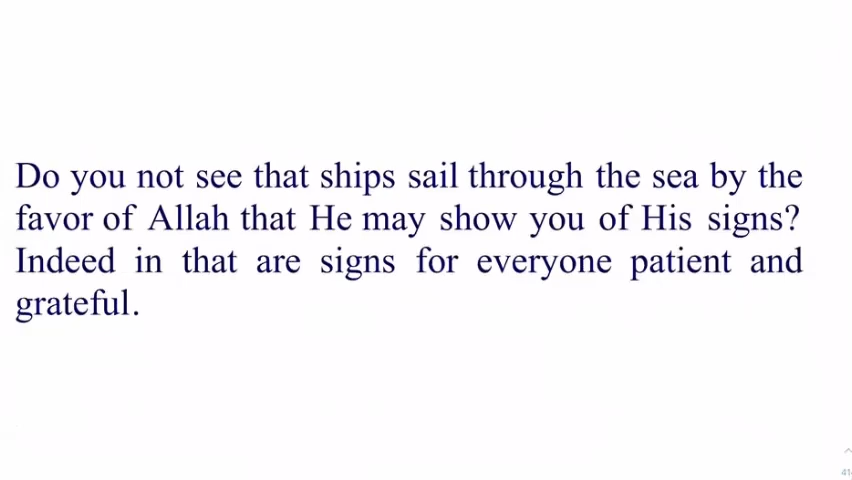 Do you not see that ships sail through the sea by the
favor of Allah that He may show you of His signs?
Indeed in that are signs for everyone patient and
grateful.